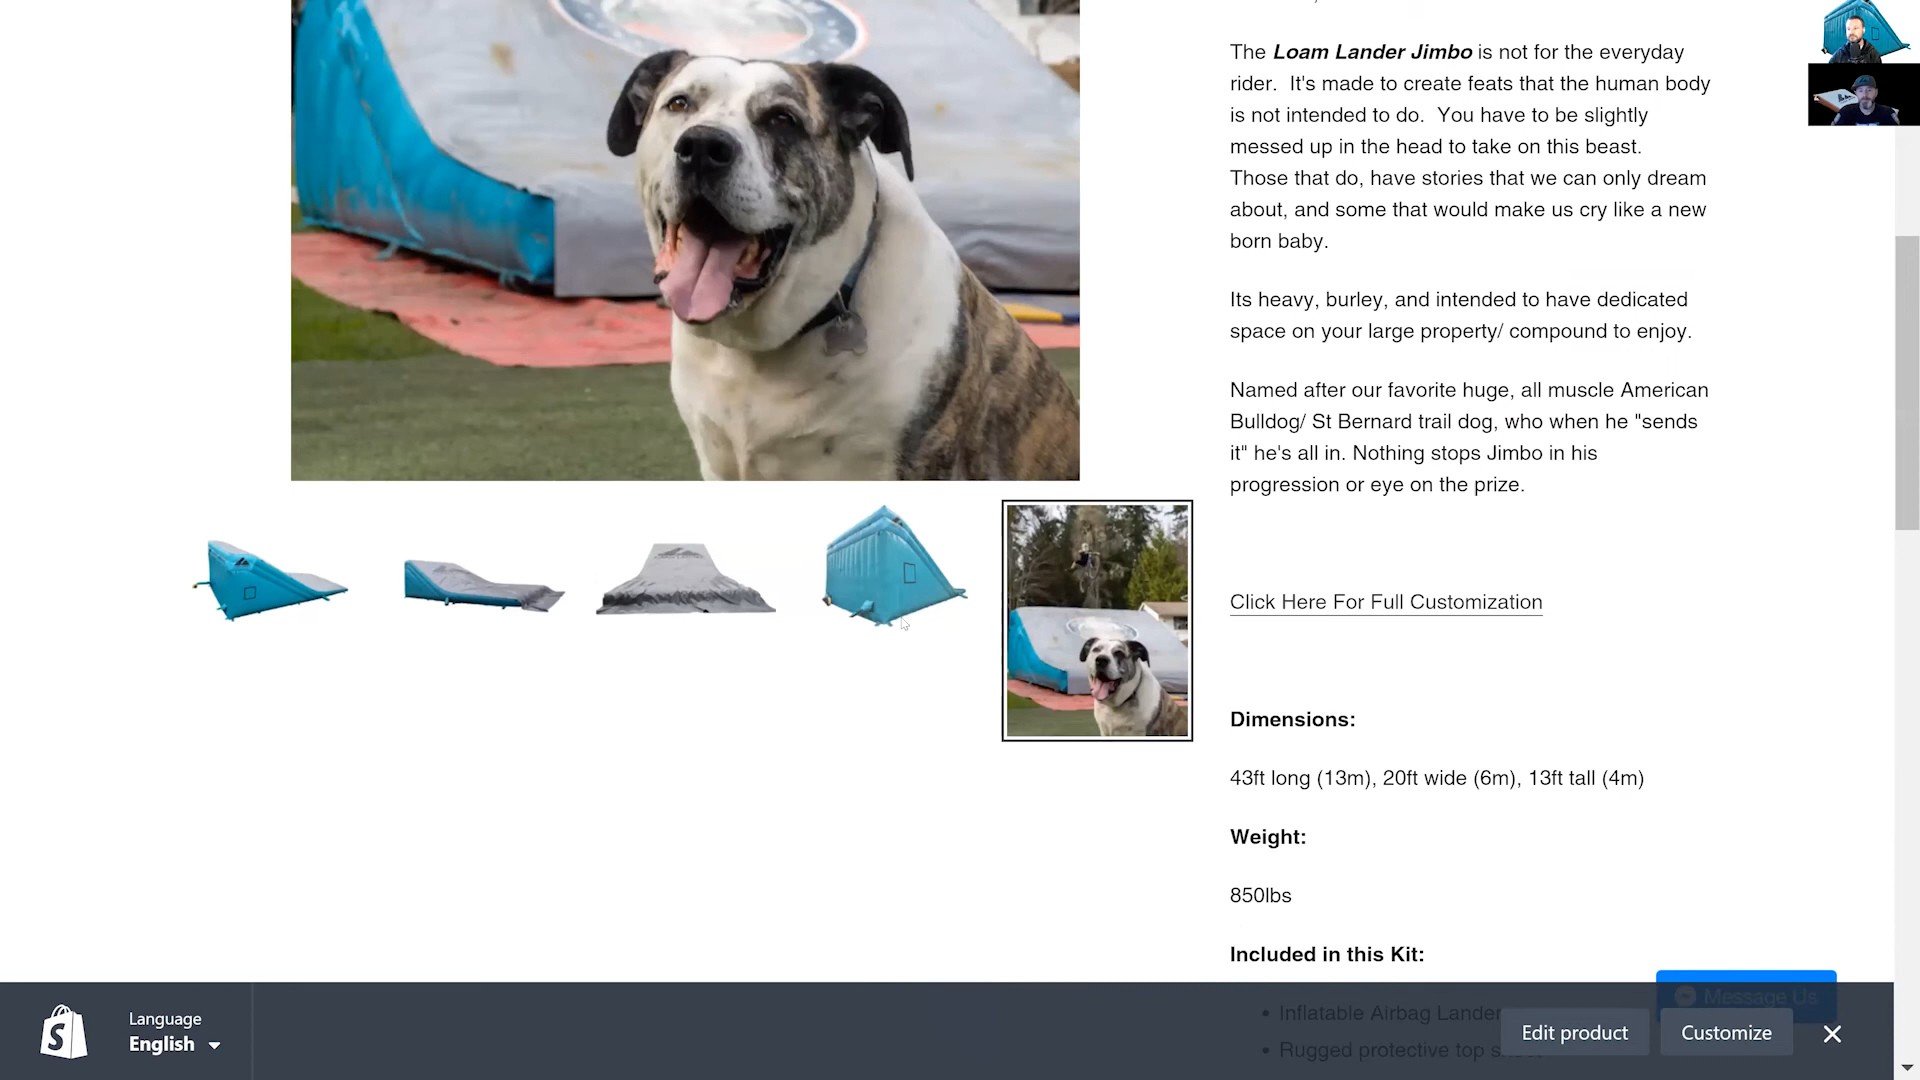 The Loam Lander Jimbo is not for the everyday
rider.  It's made to create feats that the human body
is not intended to do.  You have to be slightly
messed up in the head to take on this beast.
Those that do, have stories that we can only dream
about, and some that would make us cry like a new
born baby.
Its heavy, burley, and intended to have dedicated
space on your large property/ compound to enjoy.
Named after our favorite huge, all muscle American
Bulldog/ St Bernard trail dog, who when he "sends
it" he's all in. Nothing stops Jimbo in his
progression or eye on the prize.
Click Here For Full Customization
Dimensions:
43ft long (13m), 20ft wide (6m), 13ft tall (4m)
Weight:
850lbs
Included in this Kit:
• Inflatable Airbag Lander
• Rugged protective top
Message Us
Language
English
Edit product
Customize